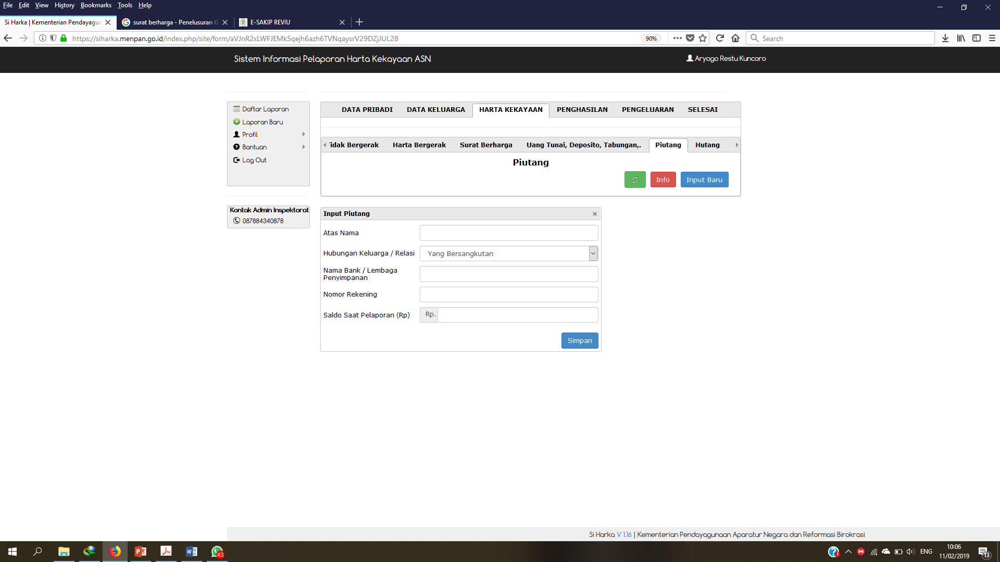 File Edit View History Bookmarks Tools Help
Si Harka | Kementerian Pendayagun
surat berharga - Penelusuran G
E-SAKIP REVIU
https://siharka.menpan.go.id/index.php/site/form/aVJnR2xLWFJEMk5qejh6azh6TVNqaysrV29DZjJUL28
90%
Search
Sistem Informasi Pelaporan Harta Kekayaan ASN
Aryogo Restu Kuncoro
Daftar Laporan
Laporan Baru
Profil
Bantuan
Log Out
Kontak Admin Inspektorat
087884340878
DATA PRIBADI DATA KELUARGA HARTA KEKAYAAN PENGHASILAN PENGELUARAN SELESAI
idak Bergerak Harta Bergerak Surat Berharga Uang Tunai, Deposito, Tabungan,. Piutang Hutang
Piutang
Info Input Baru
Input Piutang ×
Atas Nama
Hubungan Keluarga / Relasi Yang Bersangkutan
Nama Bank / Lembaga
Penyimpanan
Nomor Rekening
Saldo Saat Pelaporan (Rp) Rp.
Simpan
Si Harka V 1.16 | Kementerian Pendayagunaan Aparatur Negara dan Reformasi Birokrasi
43
ENG
10:06
11/02/2019
13